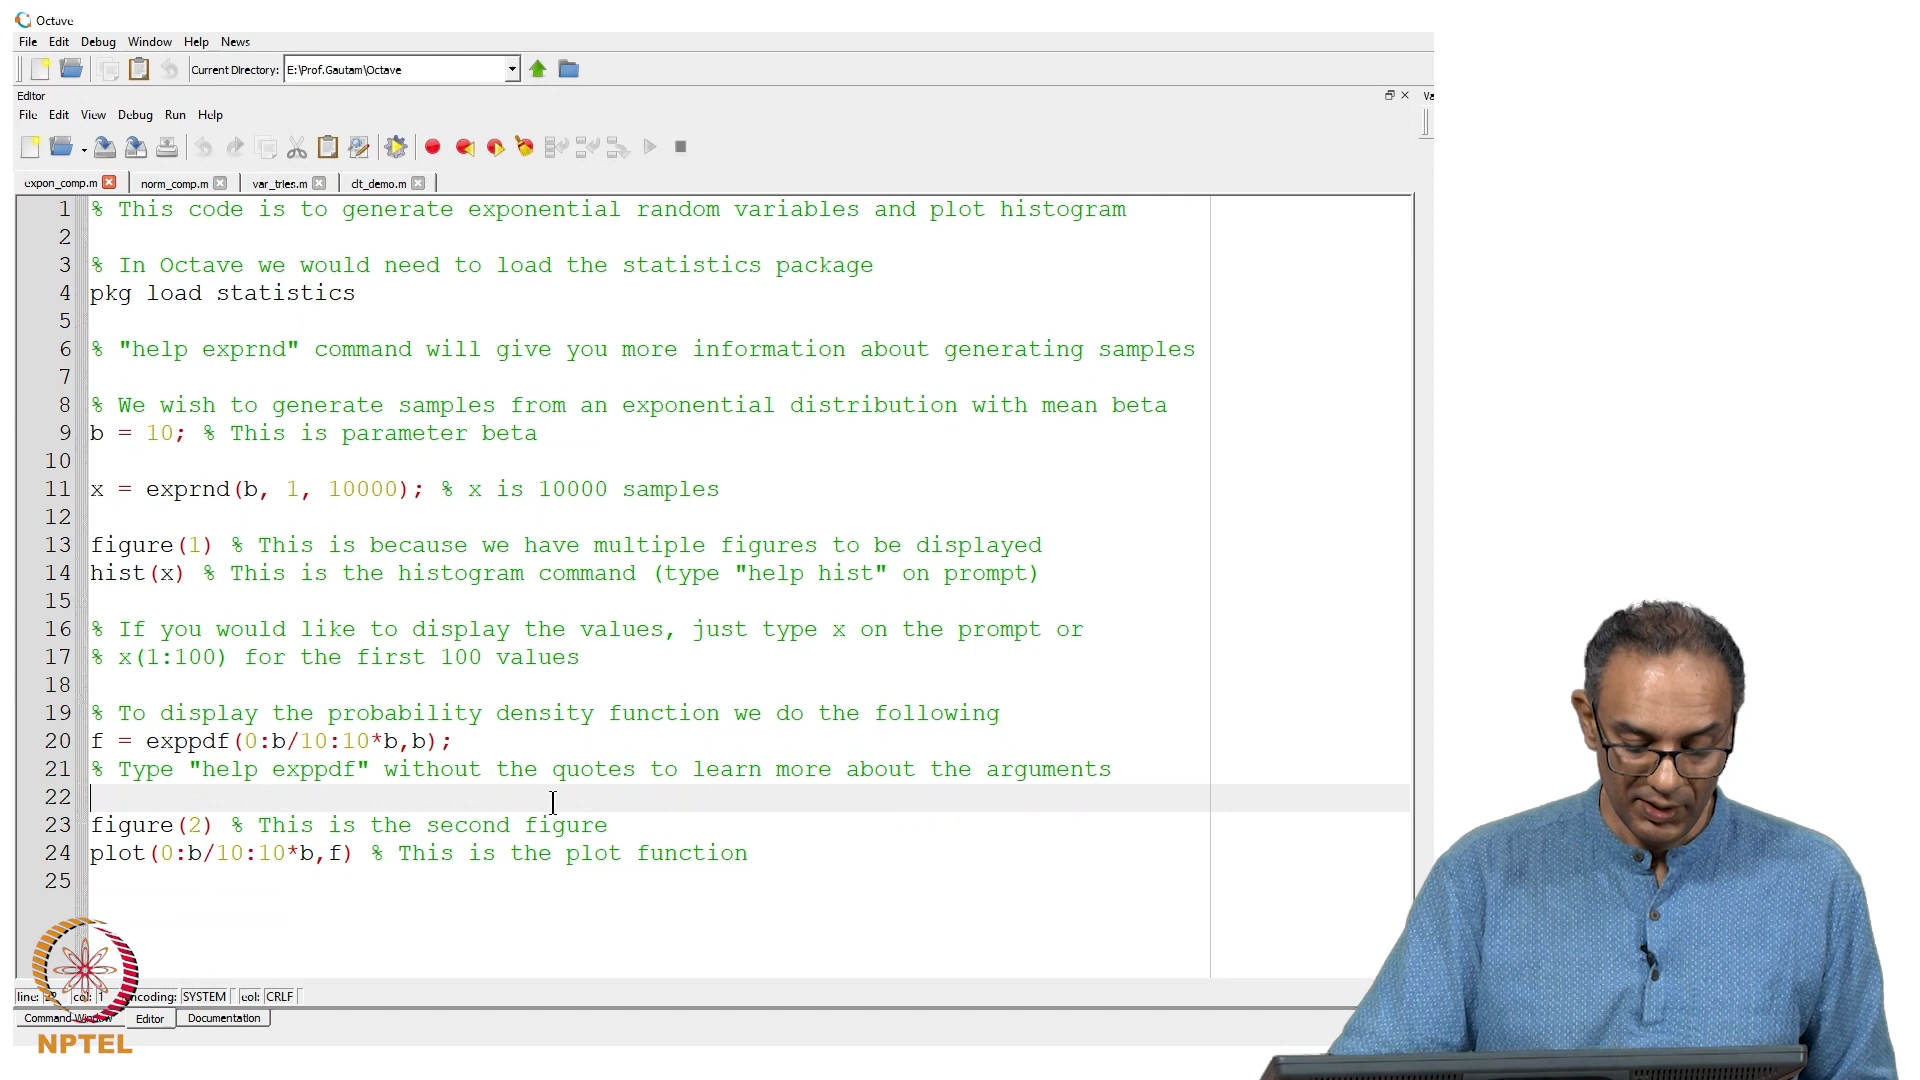 Octave
File Edit Debug Window Help News
Current Directory: E:\Prof.Gautam\Octave
Editor
Va
File Edit View Debug Run Help
expon_comp.m norm_comp.m var_tries.m clt_demo.m
1 % This code is to generate exponential random variables and plot histogram
2
3 % In Octave we would need to load the statistics package
4 pkg load statistics
5
6 % "help exprnd" command will give you more information about generating samples
7
8 % We wish to generate samples from an exponential distribution with mean beta
9 b = 10; % This is parameter beta
10
11 x = exprnd(b, 1, 10000); % x is 10000 samples
12
13 figure(1) % This is because we have multiple figures to be displayed
14 hist(x) % This is the histogram command (type "help hist" on prompt)
15
16 % If you would like to display the values, just type x on the prompt or
17 % x(1:100) for the first 100 values
18
19 % To display the probability density function we do the following
20 f = exppdf(0:b/10:10*b,b);
21 % Type "help exppdf" without the quotes to learn more about the arguments
22
23 figure(2) % This is the second figure
24 plot(0:b/10:10*b,f) % This is the plot function
25
line: col: 1 encoding: SYSTEM eol: CRLF
Command Window Editor Documentation
NPTEL